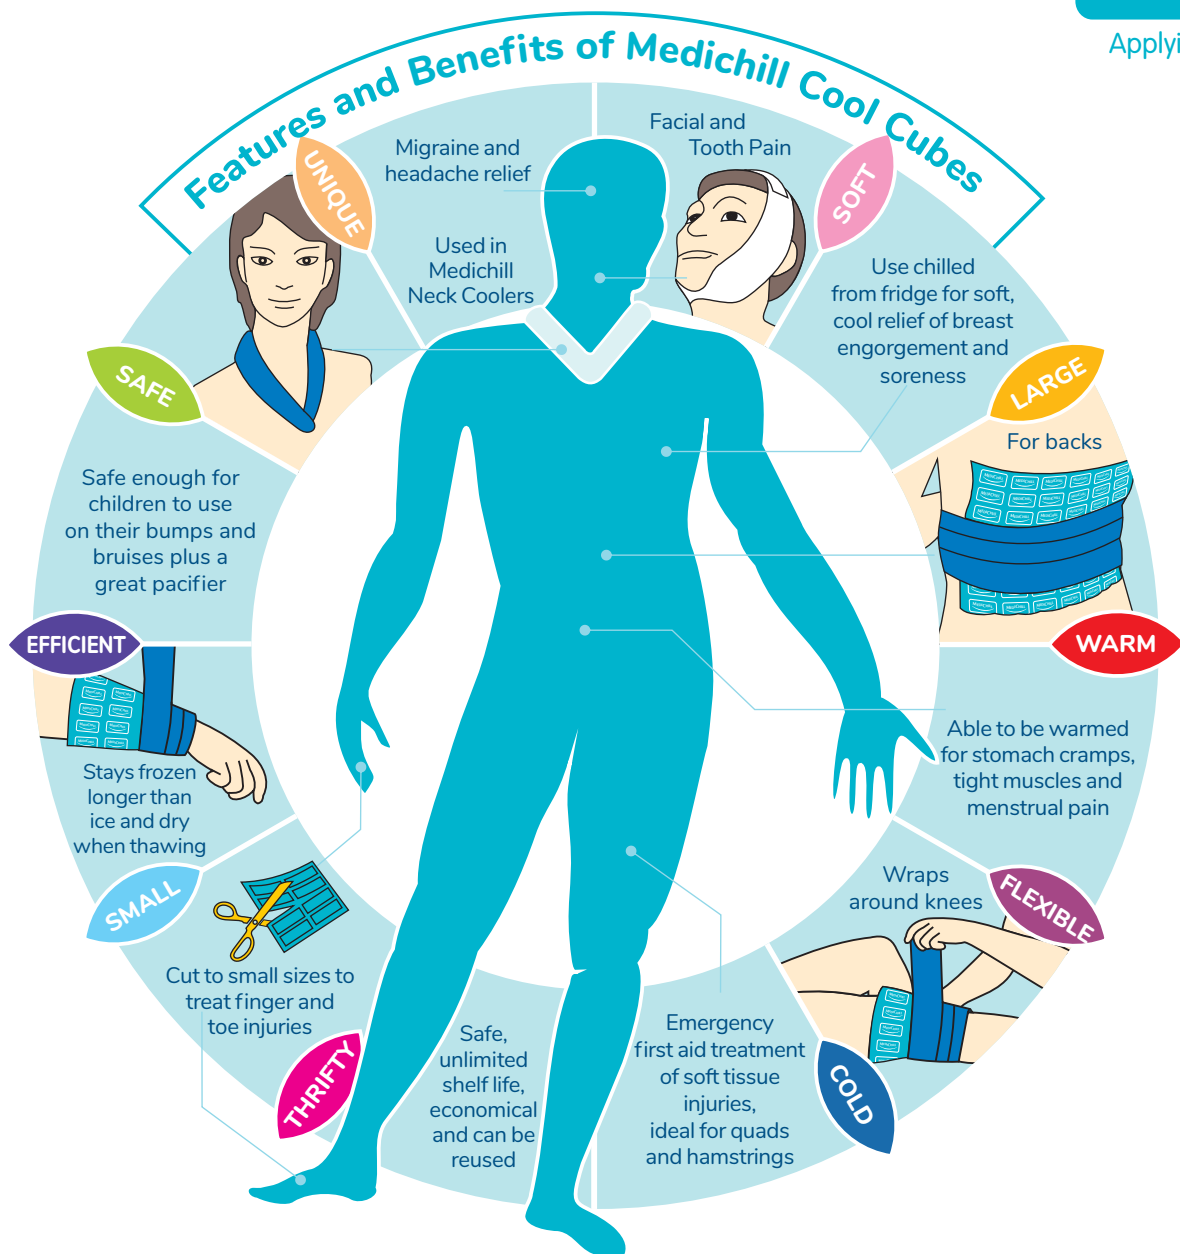 Applyi
Features and Benefits of Medichill Cool Cubes
UNIQUE
Migraine and
headache relief
Used in
Medichill
Neck Coolers
Facial and
Tooth Pain
SOFT
Use chilled
from fridge for soft,
cool relief of breast
engorgement and
soreness
LARGE
For backs
WARM
Able to be warmed
for stomach cramps,
tight muscles and
menstrual pain
FLEXIBLE
Wraps
around knees
COLD
Emergency
first aid treatment
of soft tissue
injuries,
ideal for quads
and hamstrings
Safe,
unlimited
shelf life,
economical
and can be
reused
THRIFTY
Cut to small sizes to
treat finger and
toe injuries
SMALL
Stays frozen
longer than
ice and dry
when thawing
EFFICIENT
Safe enough for
children to use
on their bumps and
bruises plus a
great pacifier
SAFE